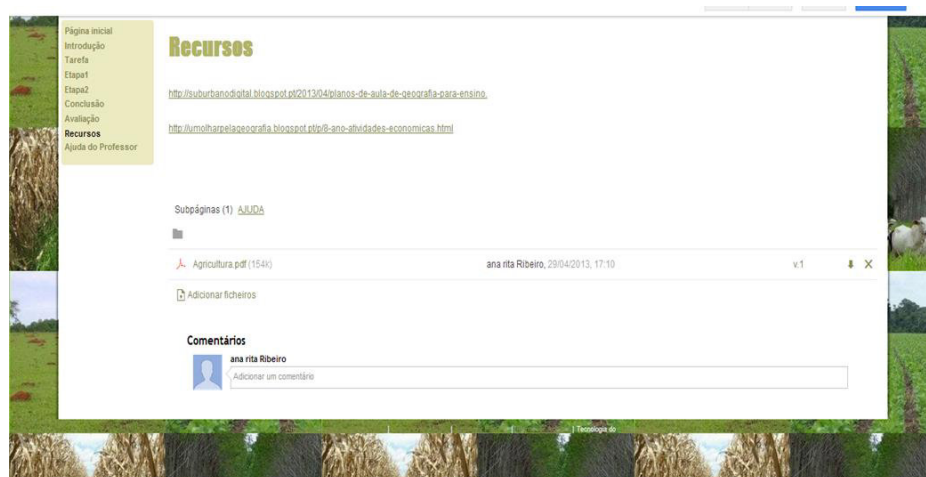 Página inicial
Introdução
Tarefa
Etapa1
Etapa2
Conclusão
Avaliação
Recursos
Ajuda do Professor
Recursos
http://suburbanodigital.blogspot.pt/2013/04/planos-de-aula-de-geografia-para-ensino.
http://umolharpelageografia.blogspot.pt/p/8-ano-atividades-economicas.html
Subpáginas (1) AJUDA
Agricultura.pdf (154k) ana rita Ribeiro, 29/04/2013, 17:10 v.1
Adicionar ficheiros
Comentários
ana rita Ribeiro
Adicionar um comentário
| | | | Tecnologia do